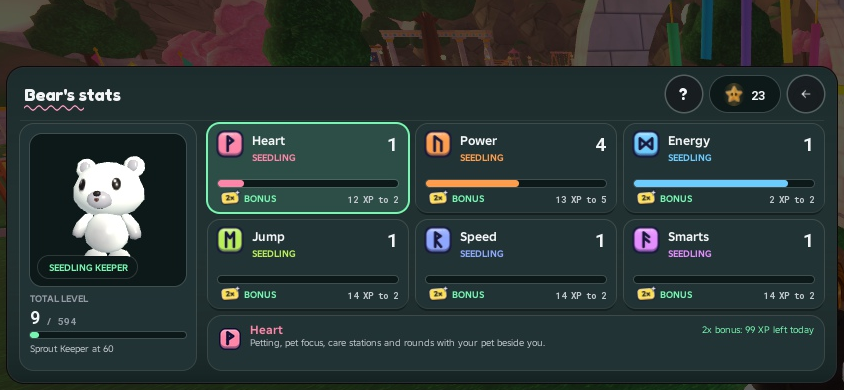 Bear's stats
?
23
←
Heart
1
SEEDLING
2x BONUS
12 XP to 2
Power
4
SEEDLING
2x BONUS
13 XP to 5
Energy
1
SEEDLING
2x BONUS
2 XP to 2
Jump
1
SEEDLING
2x BONUS
14 XP to 2
Speed
1
SEEDLING
2x BONUS
14 XP to 2
Smarts
1
SEEDLING
2x BONUS
14 XP to 2
SEEDLING KEEPER
TOTAL LEVEL
9 / 594
Sprout Keeper at 60
Heart
2x bonus: 99 XP left today
Petting, pet focus, care stations and rounds with your pet beside you.